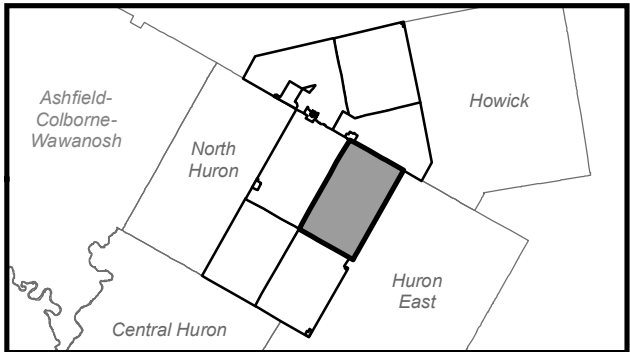 Ashfield-
Colborne-
Wawanosh
Howick
North
Huron
Huron
East
Central Huron